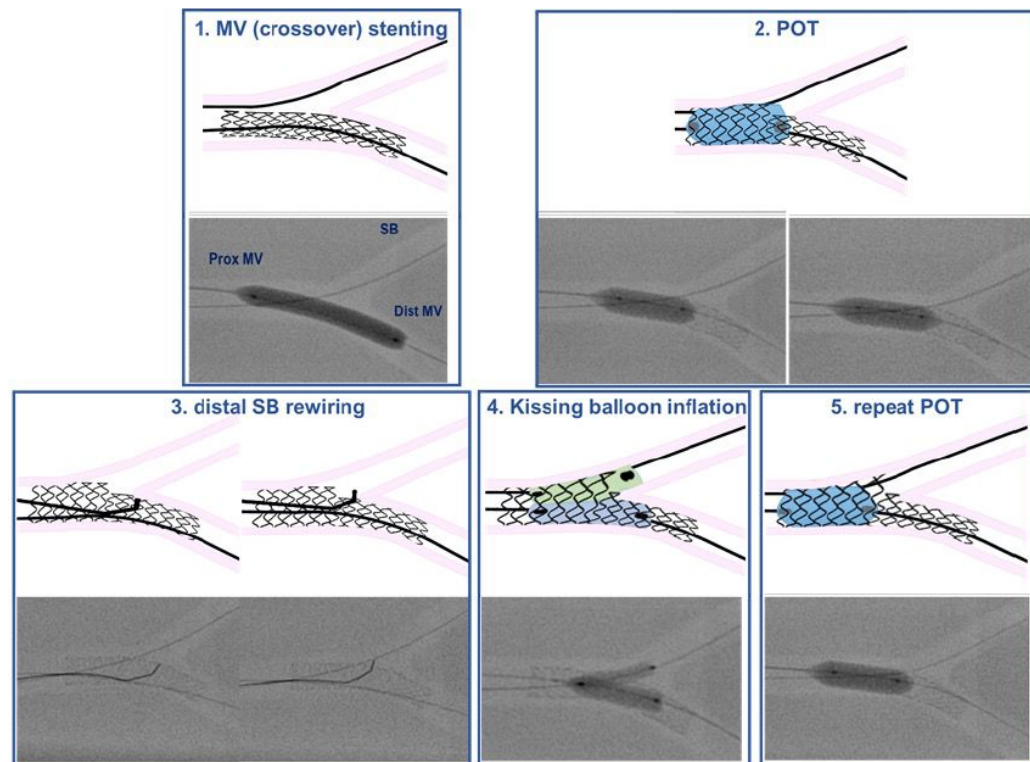 1. MV (crossover) stenting
2. POT
SB
Prox MV
Dist MV
3. distal SB rewiring
4. Kissing balloon inflation
5. repeat POT